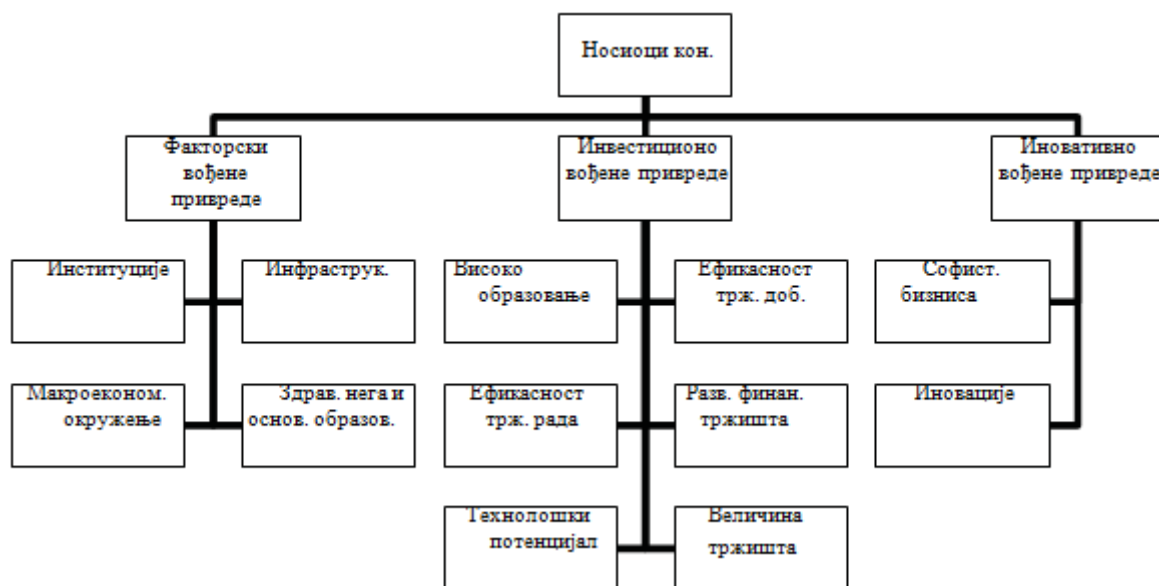 Носиоци кон.
Факторски
вођене
привреде
Инвестиционо
вођене привреде
Иновативно
вођене привреде
Институције
Инфраструк.
Високо
образовање
Ефикасност
трж. доб.
Софист.
бизниса
Макроеконом.
окружење
Здрав. нега и
основ. образов.
Ефикасност
трж. рада
Разв. финан.
тржишта
Иновације
Технолошки
потенцијал
Величина
тржишта